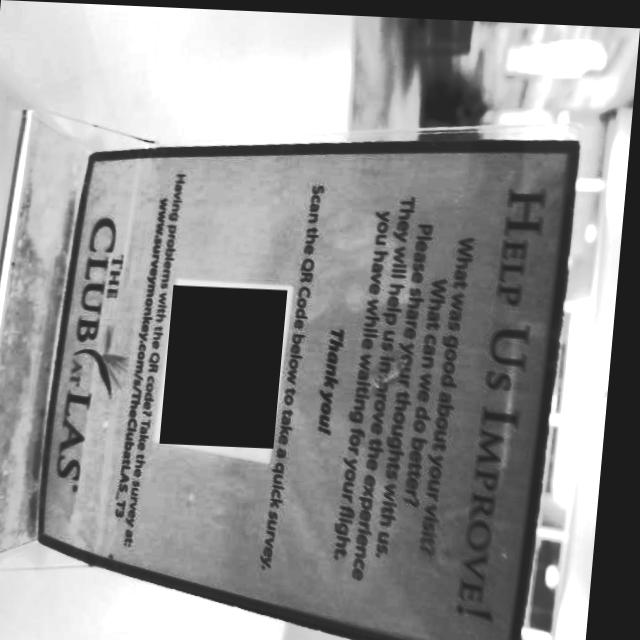 HELP US IMPROVE!
What was good about your visit?
What can we do better?
Please share your thoughts with us.
They will help us improve the experience
you have while waiting for your flight.
Thank you!
Scan the QR Code below to take a quick survey.
Having problems with the QR code? Take the survey at:
www.surveymonkey.com/s/TheClubatLAS_T3
THE
CLUB AT LAS